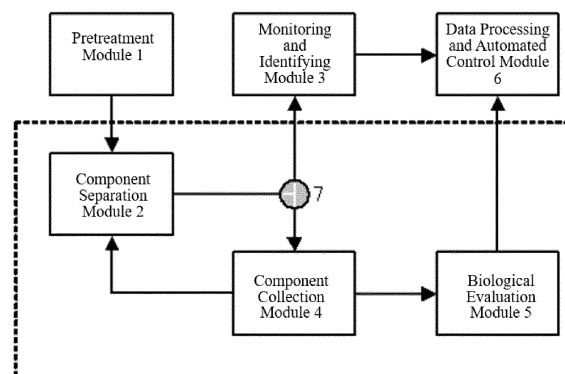 Pretreatment
Module 1
Monitoring
and
Identifying
Module 3
Data Processing
and Automated
Control Module
6
Component
Separation
Module 2
7
Component
Collection
Module 4
Biological
Evaluation
Module 5